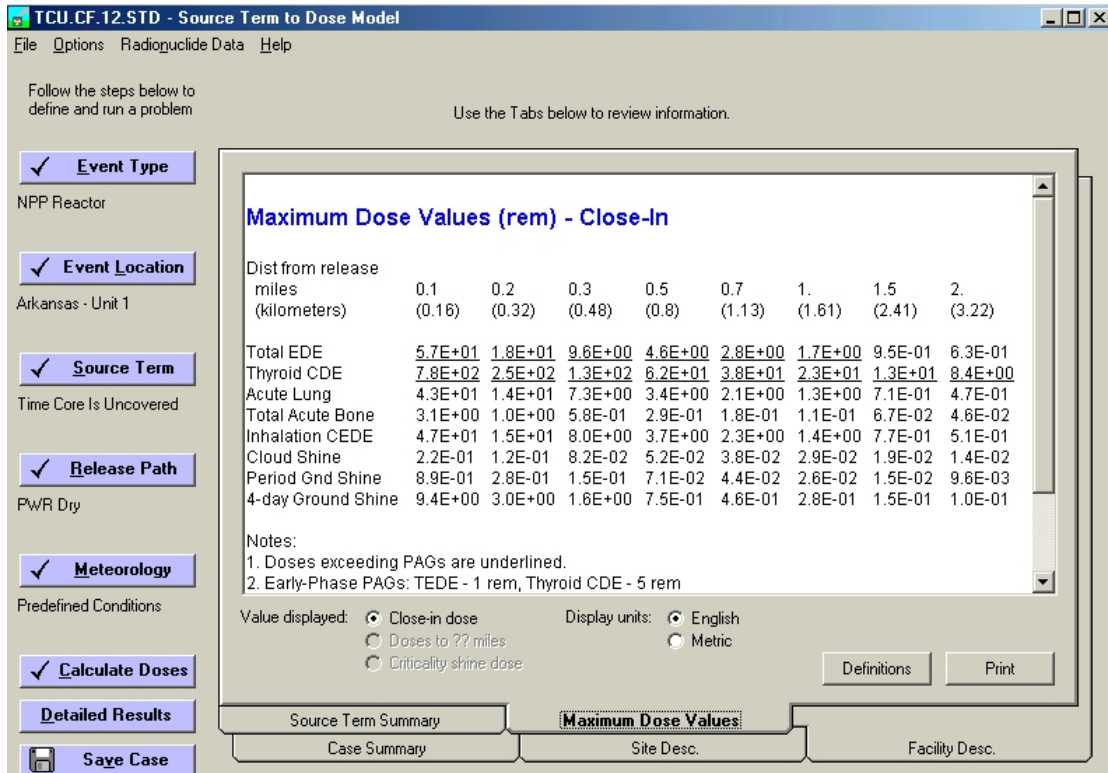 TCU.CF.12.STD - Source Term to Dose Model
File Options Radionuclide Data Help
Follow the steps below to
define and run a problem
Use the Tabs below to review information.
Event Type
NPP Reactor
Event Location
Arkansas - Unit 1
Source Term
Time Core Is Uncovered
Release Path
PWR Dry
Meteorology
Predefined Conditions
Calculate Doses
Detailed Results
Save Case
Maximum Dose Values (rem) - Close-In
Dist from release
miles 0.1 0.2 0.3 0.5 0.7 1. 1.5 2.
(kilometers) (0.16) (0.32) (0.48) (0.8) (1.13) (1.61) (2.41) (3.22)
Total EDE 5.7E+01 1.8E+01 9.6E+00 4.6E+00 2.8E+00 1.7E+00 9.5E-01 6.3E-01
Thyroid CDE 7.8E+02 2.5E+02 1.3E+02 6.2E+01 3.8E+01 2.3E+01 1.3E+01 8.4E+00
Acute Lung 4.3E+01 1.4E+01 7.3E+00 3.4E+00 2.1E+00 1.3E+00 7.1E-01 4.7E-01
Total Acute Bone 3.1E+00 1.0E+00 5.8E-01 2.9E-01 1.8E-01 1.1E-01 6.7E-02 4.6E-02
Inhalation CEDE 4.7E+01 1.5E+01 8.0E+00 3.7E+00 2.3E+00 1.4E+00 7.7E-01 5.1E-01
Cloud Shine 2.2E-01 1.2E-01 8.2E-02 5.2E-02 3.8E-02 2.9E-02 1.9E-02 1.4E-02
Period Gnd Shine 8.9E-01 2.8E-01 1.5E-01 7.1E-02 4.4E-02 2.6E-02 1.5E-02 9.6E-03
4-day Ground Shine 9.4E+00 3.0E+00 1.6E+00 7.5E-01 4.6E-01 2.8E-01 1.5E-01 1.0E-01
Notes:
1. Doses exceeding PAGs are underlined.
2. Early-Phase PAGs: TEDE - 1 rem, Thyroid CDE - 5 rem
Value displayed: Close-in dose Display units: English
Doses to ?? miles Metric
Criticality shine dose
Definitions Print
Source Term Summary Maximum Dose Values
Case Summary Site Desc. Facility Desc.